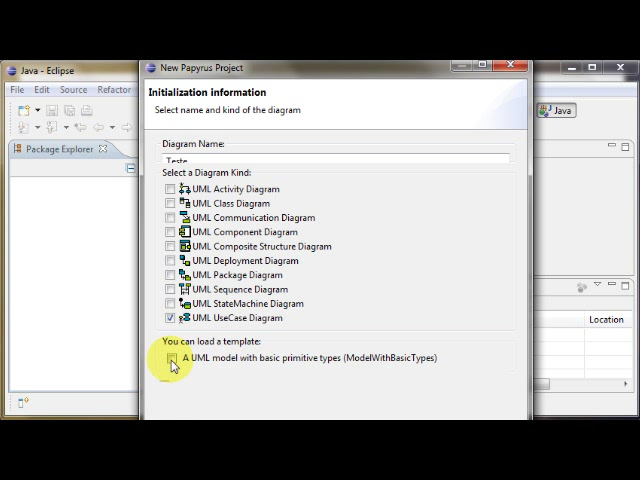 Java - Eclipse
File Edit Source Refactor
Java
Package Explorer
Location
New Papyrus Project
Initialization information
Select name and kind of the diagram
Diagram Name:
Teste
Select a Diagram Kind:
UML Activity Diagram
UML Class Diagram
UML Communication Diagram
UML Component Diagram
UML Composite Structure Diagram
UML Deployment Diagram
UML Package Diagram
UML Sequence Diagram
UML StateMachine Diagram
UML UseCase Diagram
You can load a template:
A UML model with basic primitive types (ModelWithBasicTypes)